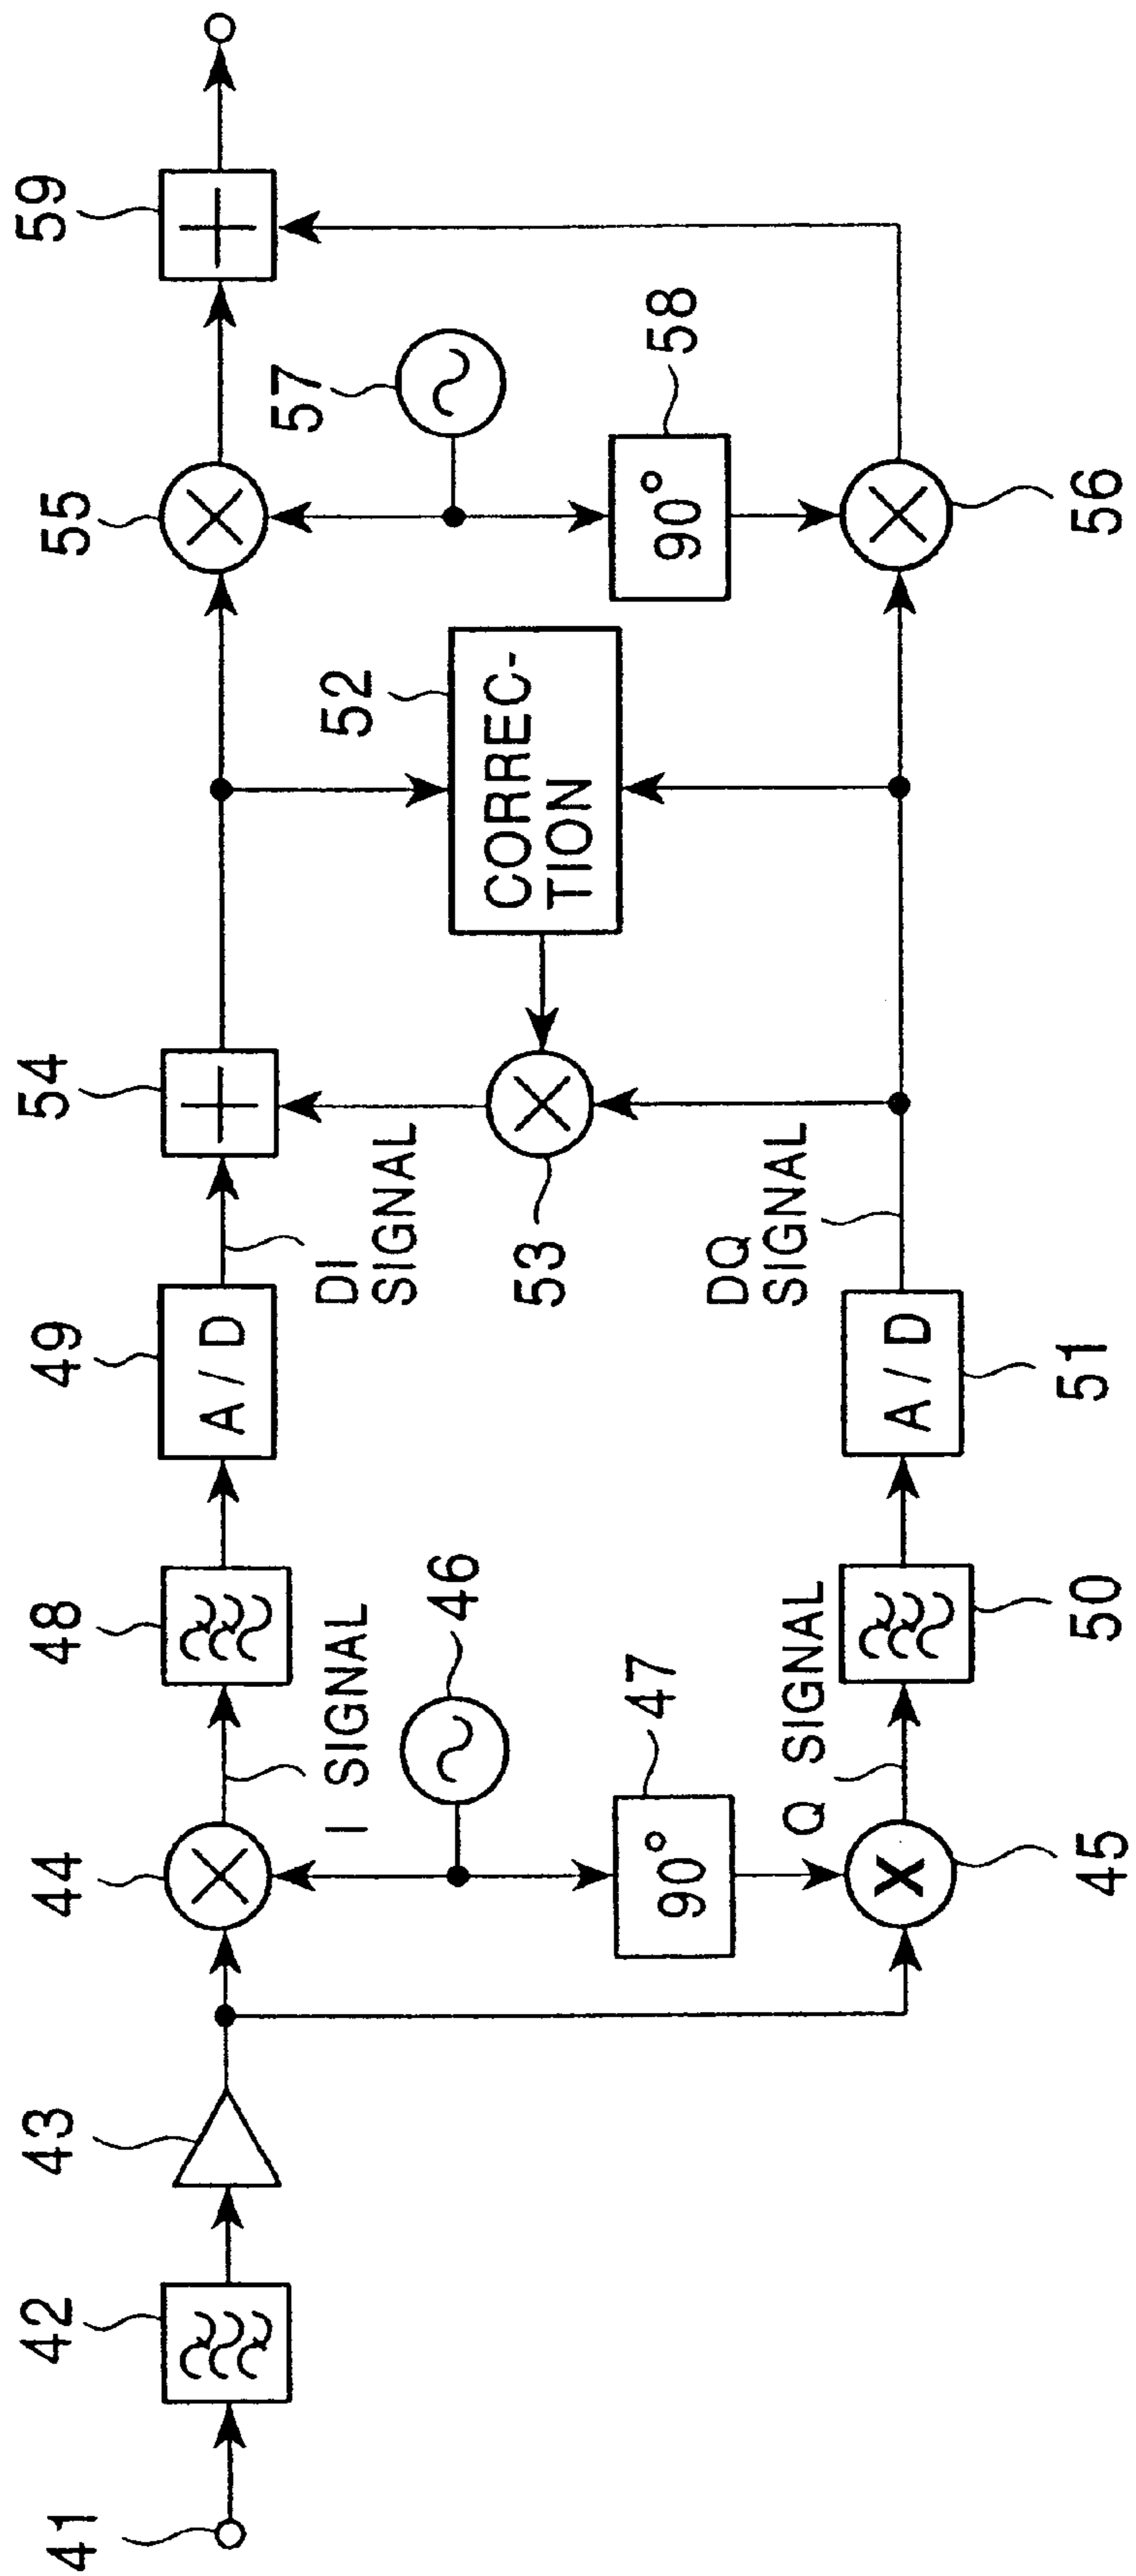 41
42
43
44
I SIGNAL
48
49
DI
SIGNAL
54
55
59
46
47
90°
53
52
CORREC-
TION
57
58
90°
A / D
45
Q SIGNAL
50
A / D
51
DQ
SIGNAL
56